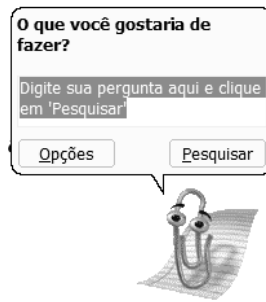 O que você gostaria de
fazer?
Digite sua pergunta aqui e clique
em 'Pesquisar'
Opções
Pesquisar